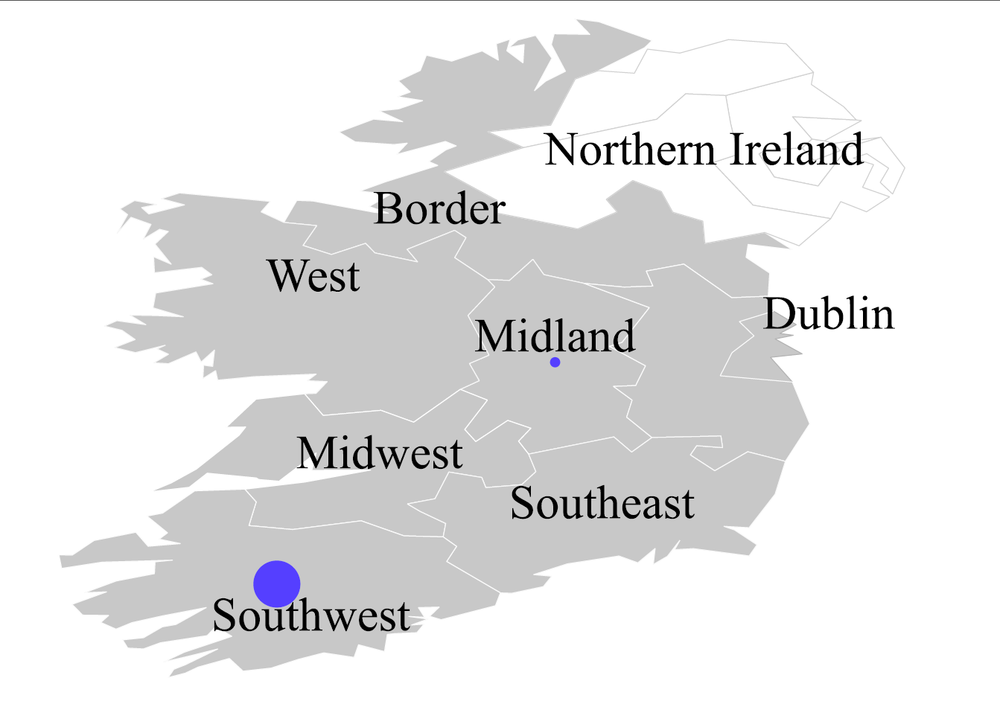 Northern Ireland
Border
West
Dublin
Midland
Midwest
Southeast
Southwest